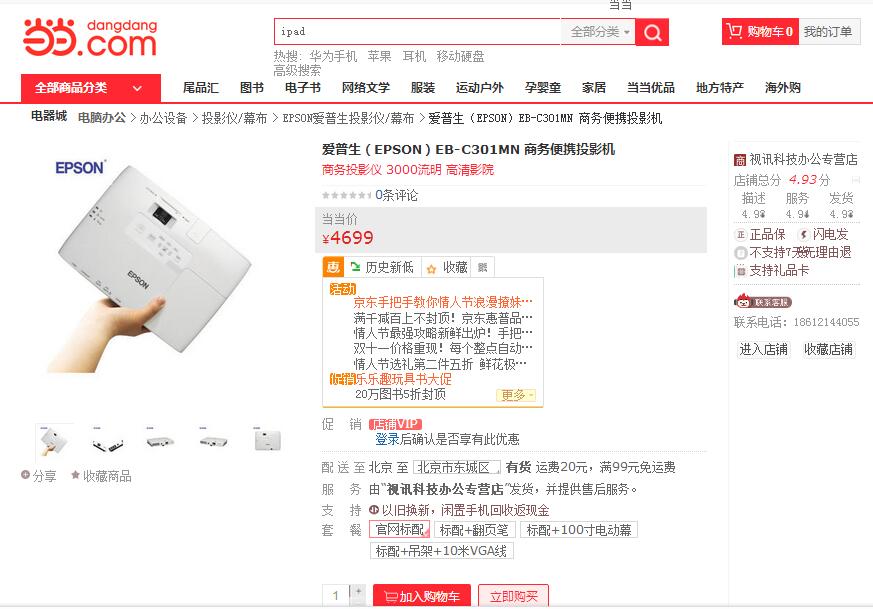 当当
dangdang
.com
ipad
全部分类
购物车 0
我的订单
热搜: 华为手机 苹果 耳机 移动硬盘
高级搜索
全部商品分类
尾品汇 图书 电子书 网络文学 服装 运动户外 孕婴童 家居 当当优品 地方特产 海外购
电器城 电脑办公 > 办公设备 > 投影仪/幕布 > EPSON爱普生投影仪/幕布 > 爱普生（EPSON）EB-C301MN 商务便携投影机
EPSON
EPSON
分享 收藏商品
爱普生（EPSON）EB-C301MN 商务便携投影机
商务投影仪 3000流明 高清影院
0条评论
当当价
¥4699
惠 历史新低 收藏
活动
京东手把手教你情人节浪漫撩妹…
满千减百上不封顶！京东惠普品…
情人节最强攻略新鲜出炉！手把…
双十一价格重现！每个整点自动…
情人节选礼第二件五折 鲜花极…
促销 乐乐趣玩具书大促
20万图书5折封顶
更多
促 销 店铺VIP
登录后确认是否享有此优惠
配送至 北京 至 北京市东城区 有货 运费20元，满99元免运费
服 务 由“视讯科技办公专营店”发货，并提供售后服务。
支 持 以旧换新，闲置手机回收返现金
套 餐 官网标配 标配+翻页笔 标配+100寸电动幕
标配+吊架+10米VGA线
1 +
加入购物车 立即购买
商 视讯科技办公专营店
店铺总分 4.93分
描述 服务 发货
4.9 4.9 4.9
正 正品保 闪电发
不支持7天无理由退
支持礼品卡
联系客服
联系电话: 18612144055
进入店铺 收藏店铺